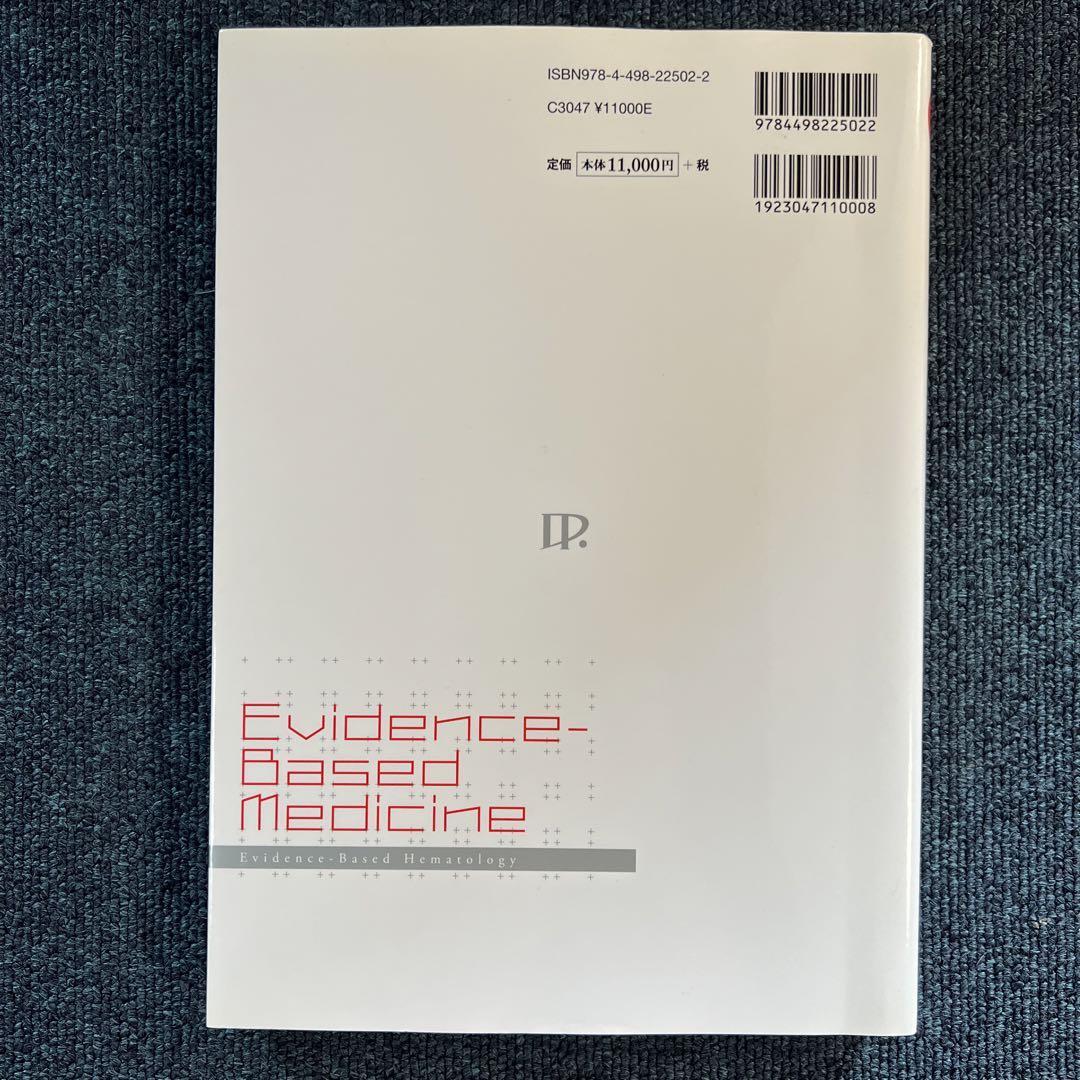 ISBN978-4-498-22502-2
C3047 ¥11000E
定価 本体11,000円 +税
9784498225022
1923047110008
Evidence-
Based
Medicine
Evidence-Based Hematology